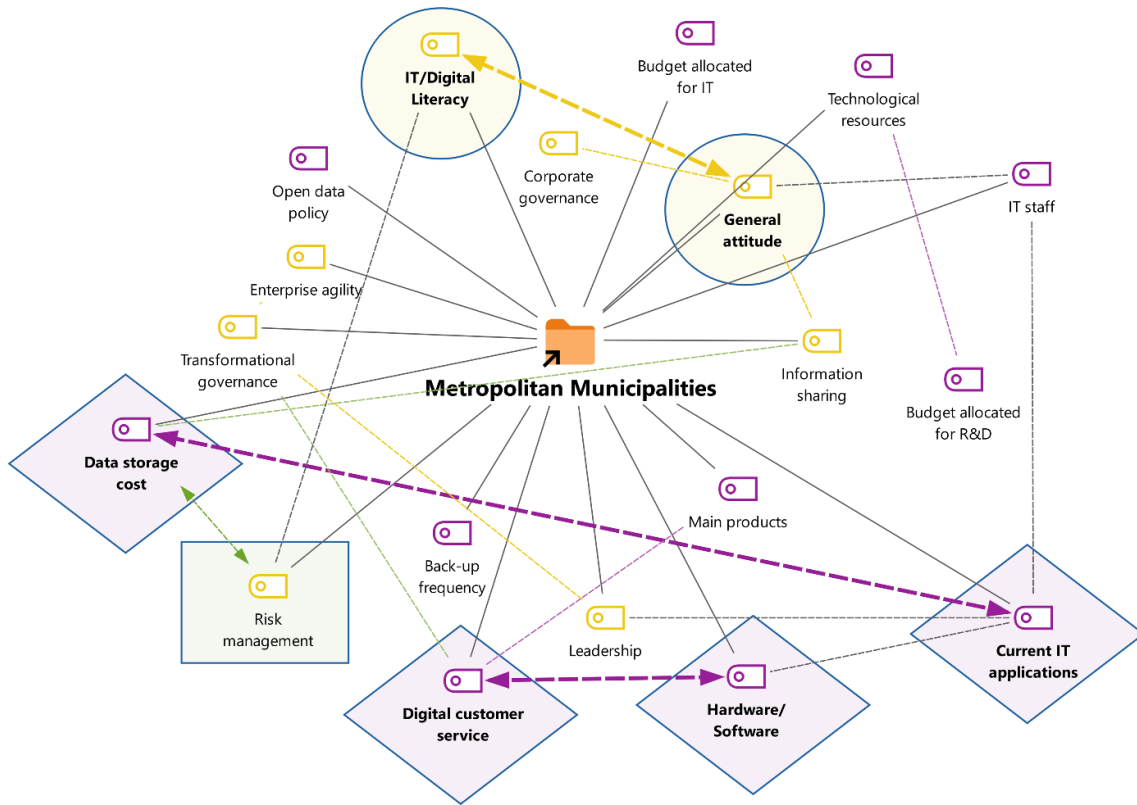 IT/Digital
Literacy
Budget allocated
for IT
Technological
resources
Open data
policy
Corporate
governance
General
attitude
IT staff
Enterprise agility
Transformational
governance
Metropolitan Municipalities
Information
sharing
Budget allocated
for R&D
Data storage
cost
Main products
Back-up
frequency
Risk
management
Leadership
Current IT
applications
Digital customer
service
Hardware/
Software